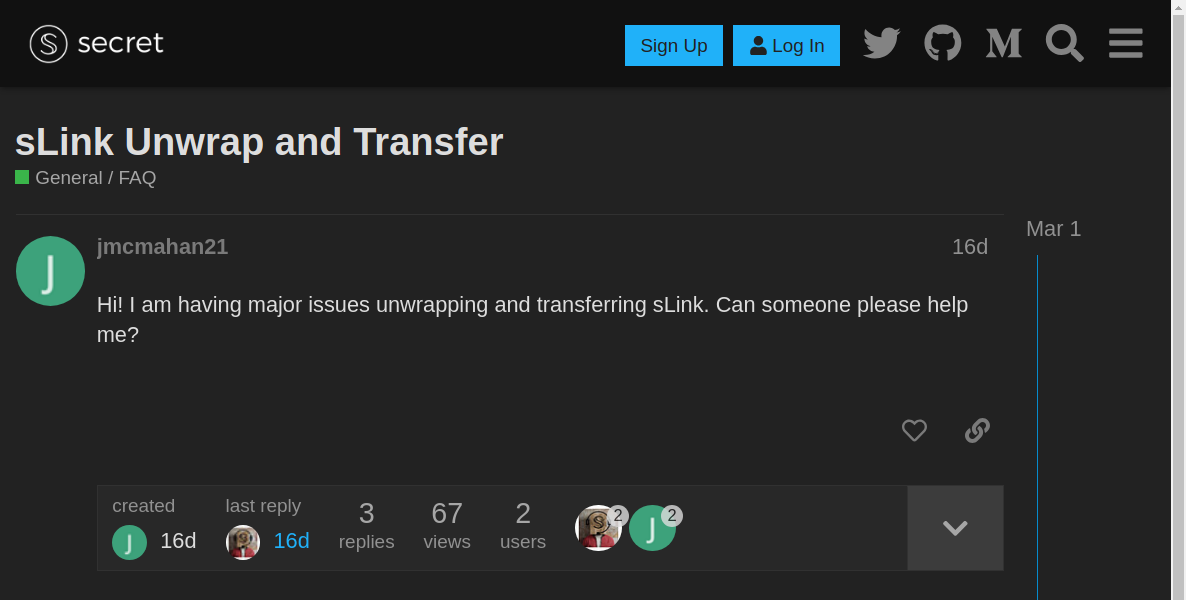 secret
Sign Up
Log In
sLink Unwrap and Transfer
General / FAQ
Mar 1
jmcmahan21
16d
Hi! I am having major issues unwrapping and transferring sLink. Can someone please help
me?
created
last reply
3
67
2
2
2
J
16d
16d
replies
views
users
J
J